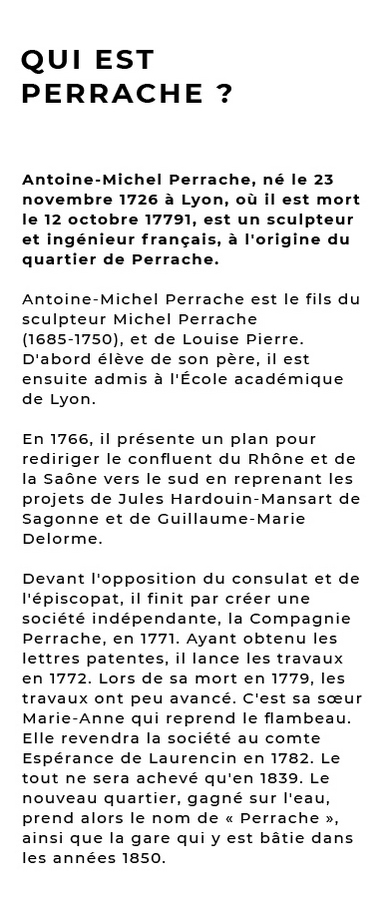 QUI EST
PERRACHE ?
Antoine-Michel Perrache, né le 23
novembre 1726 à Lyon, où il est mort
le 12 octobre 17791, est un sculpteur
et ingénieur français, à l'origine du
quartier de Perrache.
Antoine-Michel Perrache est le fils du
sculpteur Michel Perrache
(1685-1750), et de Louise Pierre.
D'abord élève de son père, il est
ensuite admis à l'École académique
de Lyon.
En 1766, il présente un plan pour
rediriger le confluent du Rhône et de
la Saône vers le sud en reprenant les
projets de Jules Hardouin-Mansart de
Sagonne et de Guillaume-Marie
Delorme.
Devant l'opposition du consulat et de
l'épiscopat, il finit par créer une
société indépendante, la Compagnie
Perrache, en 1771. Ayant obtenu les
lettres patentes, il lance les travaux
en 1772. Lors de sa mort en 1779, les
travaux ont peu avancé. C'est sa sœur
Marie-Anne qui reprend le flambeau.
Elle revendra la société au comte
Espérance de Laurencin en 1782. Le
tout ne sera achevé qu'en 1839. Le
nouveau quartier, gagné sur l'eau,
prend alors le nom de « Perrache »,
ainsi que la gare qui y est bâtie dans
les années 1850.